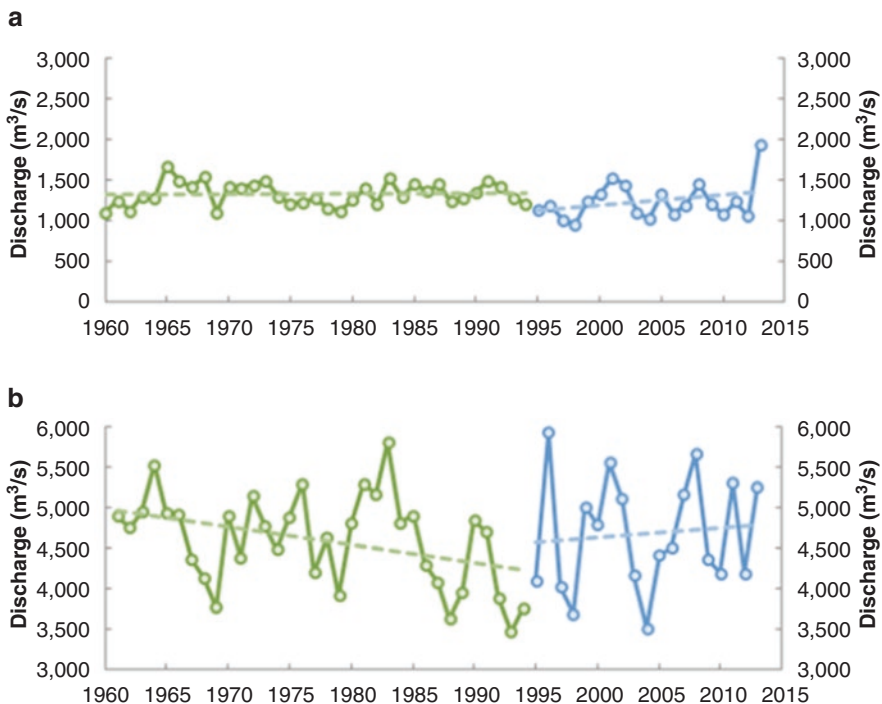 a
3,000 3,000
2,500 2,500
2,000 2,000
1,500 1,500
1,000 1,000
500 500
0 0
Discharge (m³/s)
Discharge (m³/s)
1960 1965 1970 1975 1980 1985 1990 1995 2000 2005 2010 2015
b
6,000 6,000
5,500 5,500
5,000 5,000
4,500 4,500
4,000 4,000
3,500 3,500
3,000 3,000
Discharge (m³/s)
Discharge (m³/s)
1960 1965 1970 1975 1980 1985 1990 1995 2000 2005 2010 2015